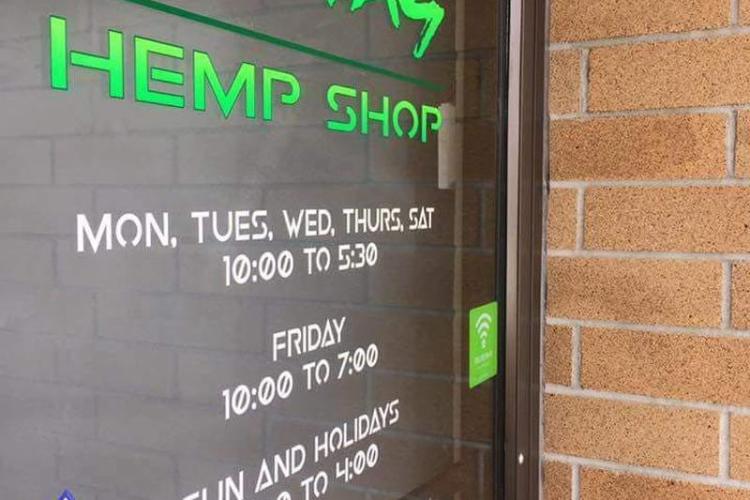 HEMP SHOP
MON, TUES, WED, THURS, SAT
10:00 TO 5:30
FRIDAY
10:00 TO 7:00
SUN AND HOLIDAYS
TO 4:00